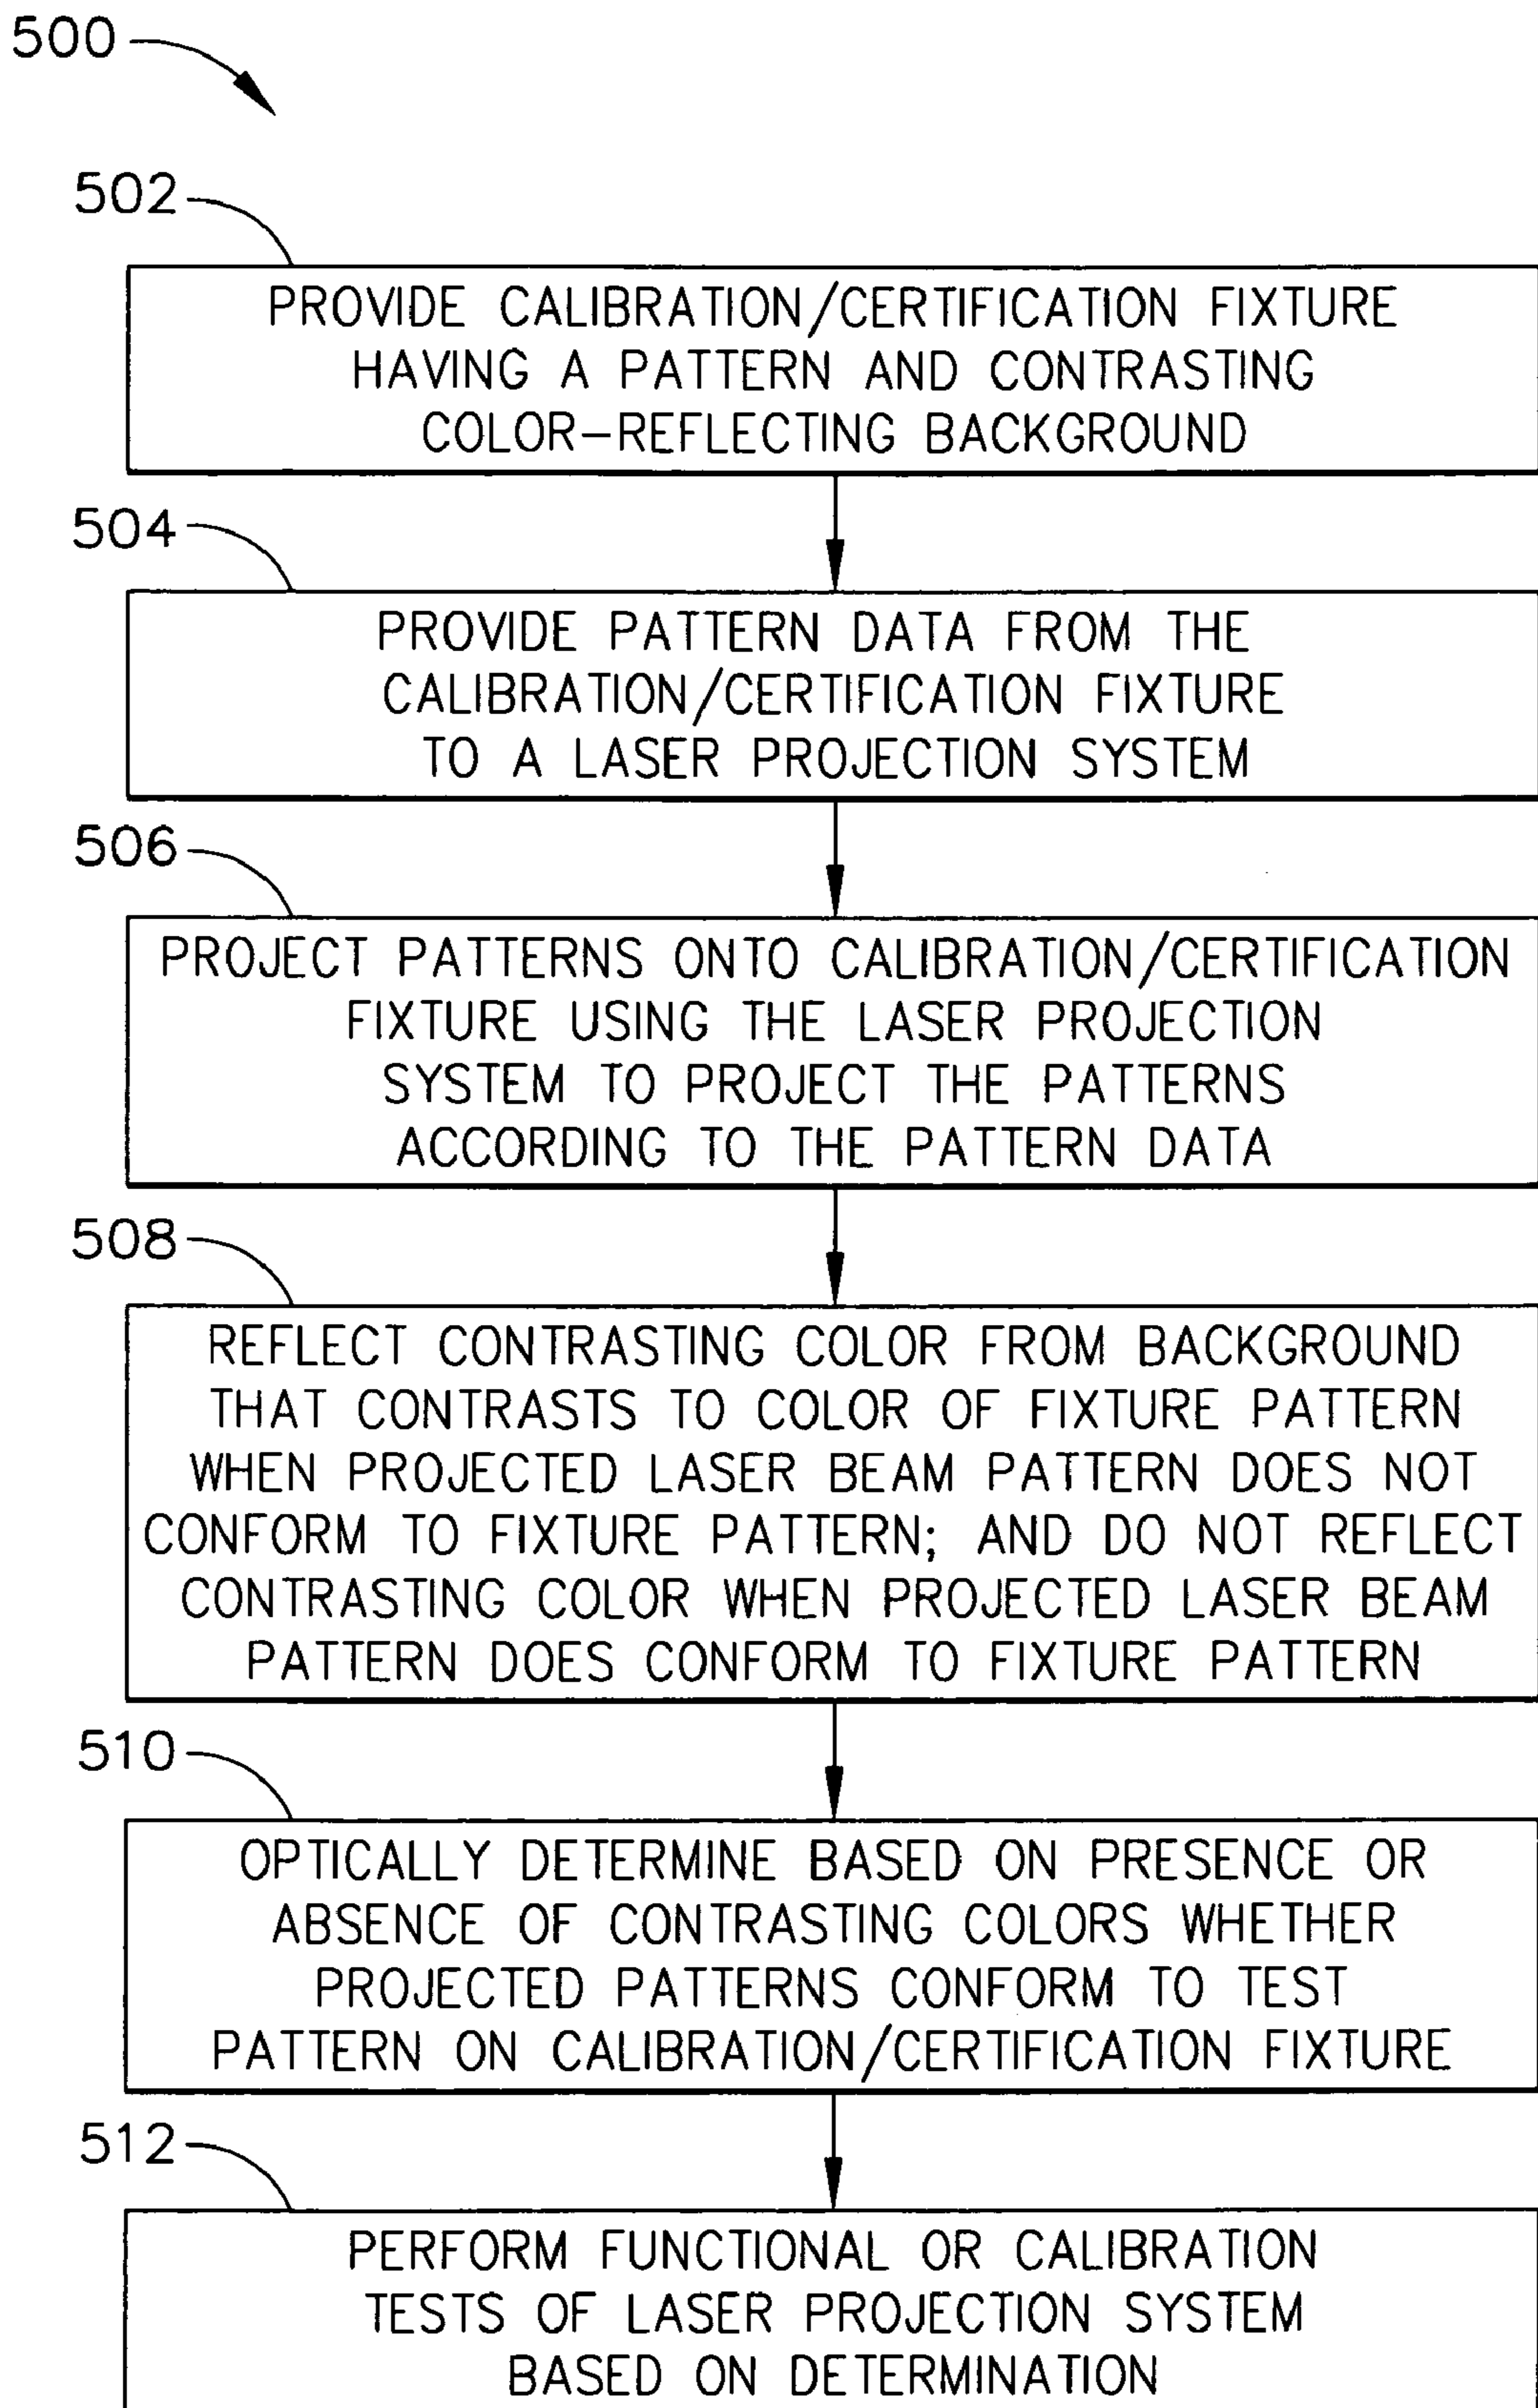 500
502
PROVIDE CALIBRATION/CERTIFICATION FIXTURE
HAVING A PATTERN AND CONTRASTING
COLOR-REFLECTING BACKGROUND
504
PROVIDE PATTERN DATA FROM THE
CALIBRATION/CERTIFICATION FIXTURE
TO A LASER PROJECTION SYSTEM
506
PROJECT PATTERNS ONTO CALIBRATION/CERTIFICATION
FIXTURE USING THE LASER PROJECTION
SYSTEM TO PROJECT THE PATTERNS
ACCORDING TO THE PATTERN DATA
508
REFLECT CONTRASTING COLOR FROM BACKGROUND
THAT CONTRASTS TO COLOR OF FIXTURE PATTERN
WHEN PROJECTED LASER BEAM PATTERN DOES NOT
CONFORM TO FIXTURE PATTERN; AND DO NOT REFLECT
CONTRASTING COLOR WHEN PROJECTED LASER BEAM
PATTERN DOES CONFORM TO FIXTURE PATTERN
510
OPTICALLY DETERMINE BASED ON PRESENCE OR
ABSENCE OF CONTRASTING COLORS WHETHER
PROJECTED PATTERNS CONFORM TO TEST
PATTERN ON CALIBRATION/CERTIFICATION FIXTURE
512
PERFORM FUNCTIONAL OR CALIBRATION
TESTS OF LASER PROJECTION SYSTEM
BASED ON DETERMINATION